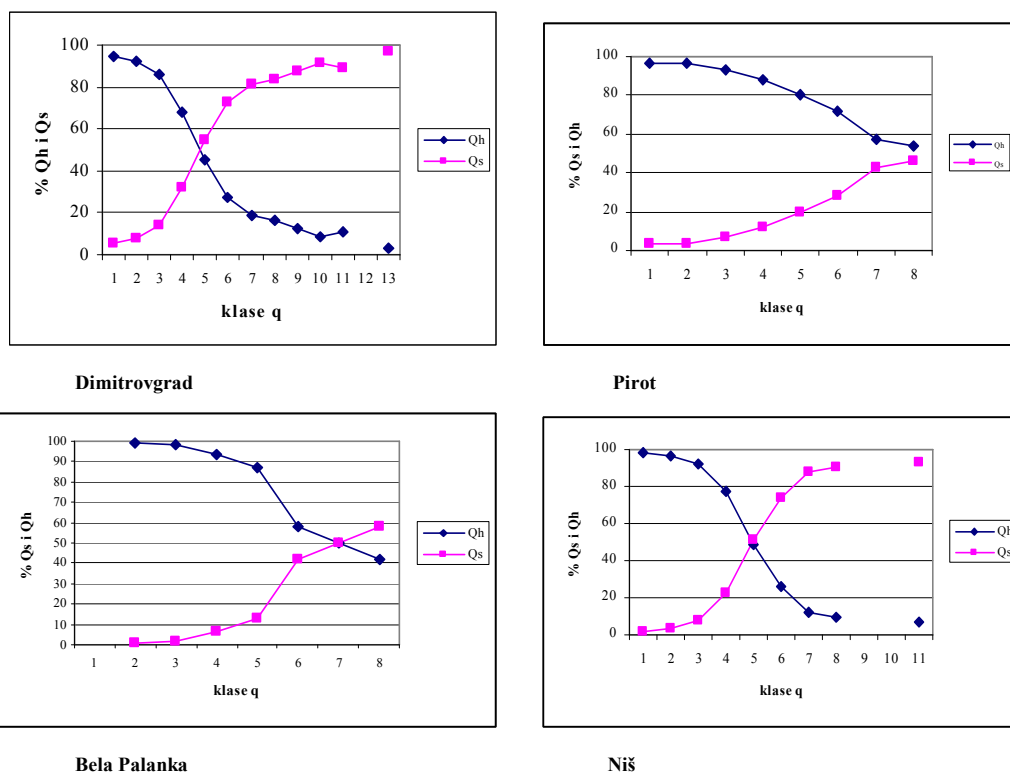 % Qh i Qs
100
80
60
40
20
0
1 2 3 4 5 6 7 8 9 10 11 12 13
klase q
Qh
Qs
Dimitrovgrad
% Qs i Qh
100
80
60
40
20
0
1 2 3 4 5 6 7 8
klase q
Qh
Qs
Pirot
% Qs i Qh
100
90
80
70
60
50
40
30
20
10
0
1 2 3 4 5 6 7 8
klase q
Qh
Qs
Bela Palanka
% Qs i Qh
100
80
60
40
20
0
1 2 3 4 5 6 7 8 9 10 11
klase q
Qh
Qs
Niš